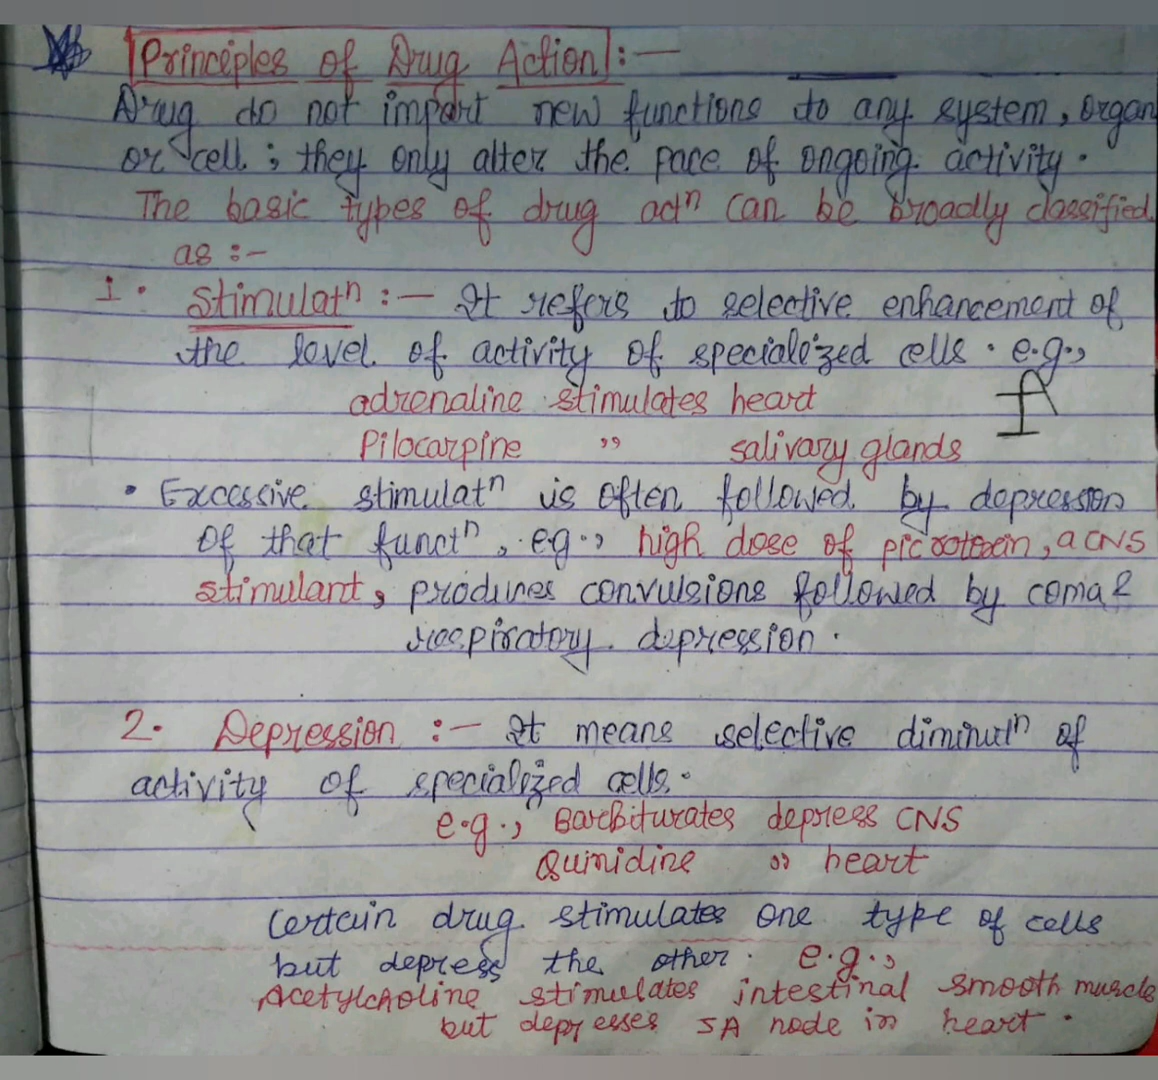 Principles of Drug Action :—
Drug do not impart new functions to any system, organ
or cell ; they only alter the pace of ongoing activity.
The basic types of drug actⁿ can be broadly classified
as :-
1. Stimulatⁿ :— It refers to selective enhancement of
the level of activity of specialized cells. e.g.,
adrenaline stimulates heart
Pilocarpine ,, salivary glands
• Excessive stimulatⁿ is often followed by depression
of that functⁿ, e.g., high dose of picrotoxin, a CNS
stimulant, produces convulsions followed by coma &
respiratory depression.
2. Depression :— It means selective diminutⁿ of
activity of specialized cells.
e.g., Barbiturates depress CNS
Quinidine ,, heart
Certain drug stimulates one type of cells
but depress the other. e.g.,
Acetylcholine stimulates intestinal smooth muscle
but depresses SA node in heart.